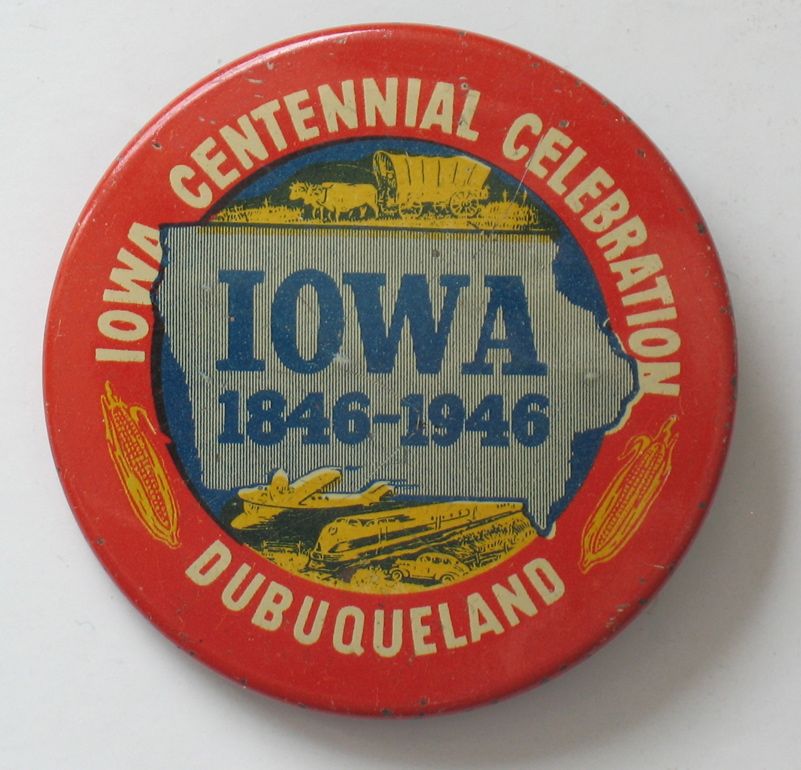 IOWA CENTENNIAL CELEBRATION
IOWA
1846-1946
DUBUQUELAND